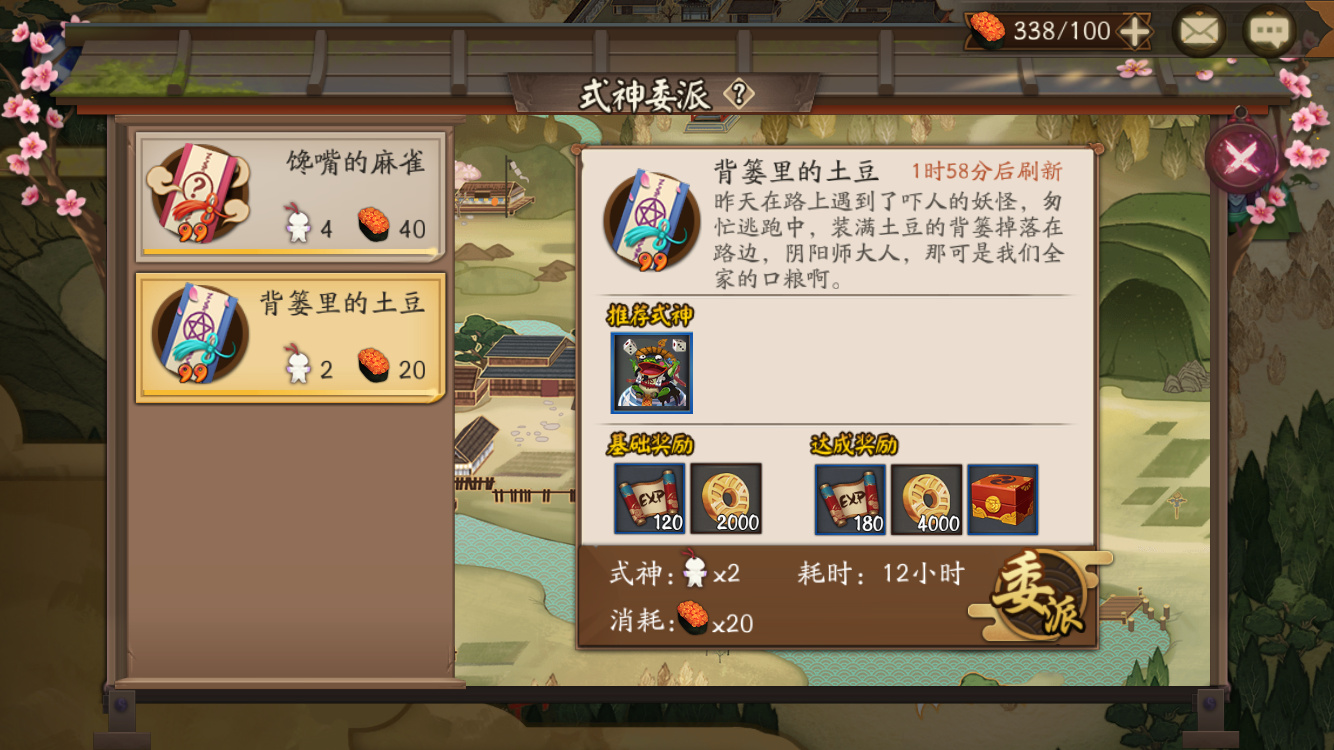 338/100
式神委派 ?
馋嘴的麻雀
4 40
背篓里的土豆
2 20
背篓里的土豆 1时58分后刷新
昨天在路上遇到了吓人的妖怪，匆
忙逃跑中，装满土豆的背篓掉落在
路边，阴阳师大人，那可是我们全
家的口粮啊。
推荐式神
基础奖励 达成奖励
EXP 120 2000 EXP 180 4000
式神: x2 耗时: 12小时
消耗: x20
委派